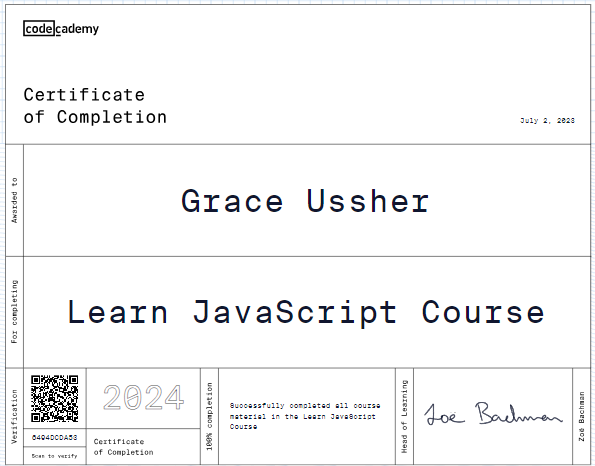 codecademy
Certificate
of Completion
July 2, 2023
Awarded to
Grace Ussher
For completing
Learn JavaScript Course
Verification
6494DCDA53
Scan to verify
2024
Certificate
of Completion
100% completion
Successfully completed all course
material in the Learn JavaScript
Course
Head of Learning
Zoë Bachman
Zoë Bachman